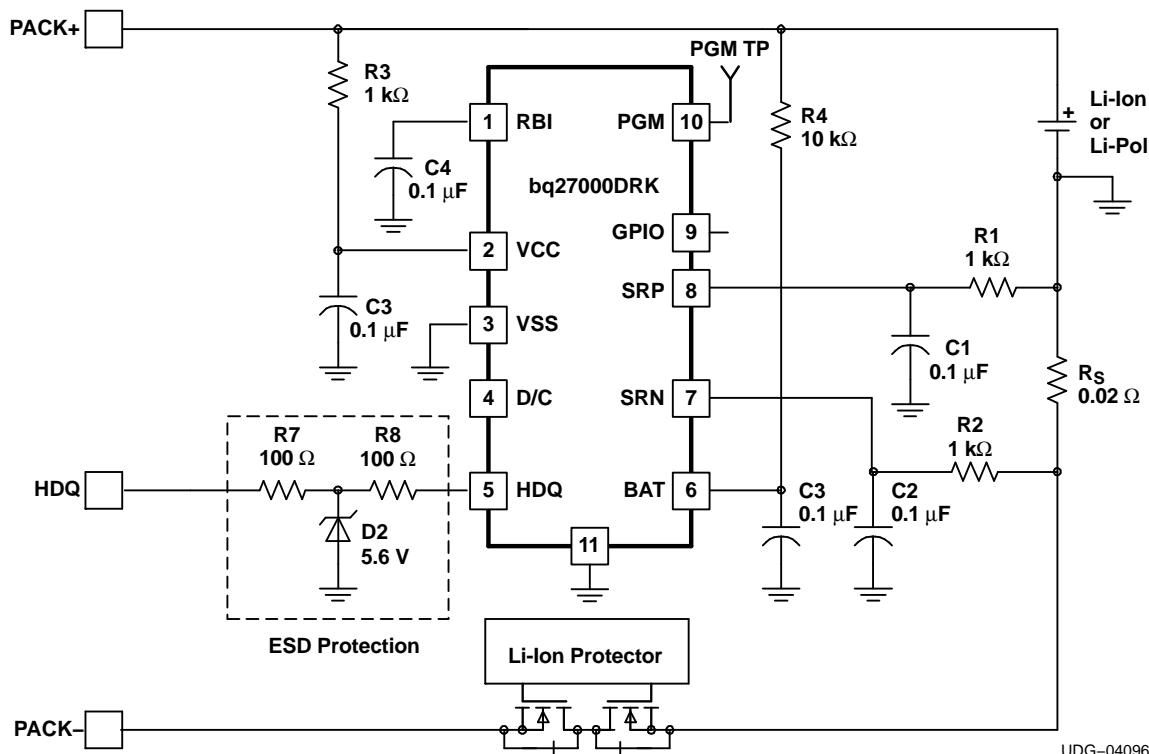 PACK+
R3
1 kΩ
C4
0.1 μF
C3
0.1 μF
1
RBI
2
VCC
3
VSS
4
D/C
5
HDQ
bq27000DRK
PGM TP
PGM
10
GPIO
9
SRP
8
SRN
7
BAT
6
11
R4
10 kΩ
+
Li-Ion
or
Li-Pol
R1
1 kΩ
C1
0.1 μF
RS
0.02 Ω
R2
1 kΩ
C3
0.1 μF
C2
0.1 μF
HDQ
R7
100 Ω
R8
100 Ω
D2
5.6 V
ESD Protection
Li-Ion Protector
PACK–
UDG–04096